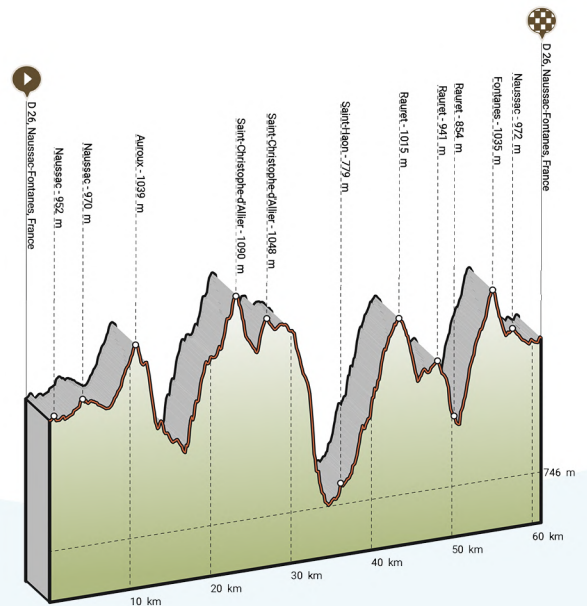 D 26, Naussac-Fontanes, France
Naussac - 952 m
Naussac - 970 m
Auroux - 1039 m
Saint-Christophe-d'Allier - 1090 m
Saint-Christophe-d'Allier - 1048 m
Saint-Haon - 779 m
Rauret - 1015 m
Rauret - 941 m
Rauret - 854 m
Fontanes - 1035 m
Naussac - 972 m
D 26, Naussac-Fontanes, France
746 m
10 km
20 km
30 km
40 km
50 km
60 km